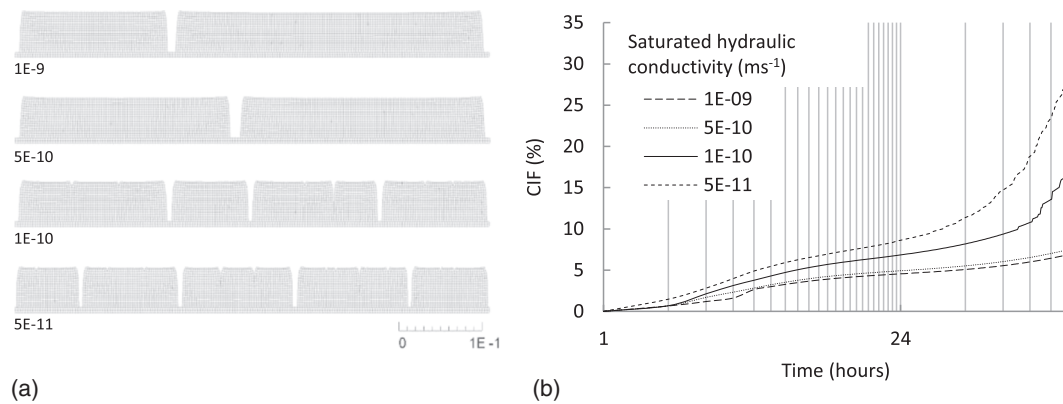 1E-9
5E-10
1E-10
5E-11
0 1E-1
(a)
35
30
25
20
15
10
5
0
CIF (%)
Saturated hydraulic
conductivity (ms-1)
1E-09
5E-10
1E-10
5E-11
1 24
Time (hours)
(b)